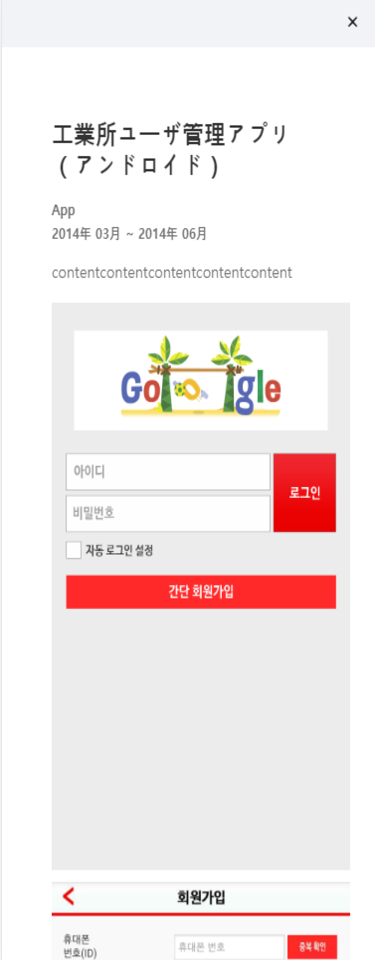 ×
工業所ユーザ管理アプリ
(アンドロイド)
App
2014年 03月 ~ 2014年 06月
contentcontentcontentcontentcontent
Google
아이디
로그인
비밀번호
자동 로그인 설정
간단 회원가입
회원가입
휴대폰
번호(ID)
휴대폰 번호
중복 확인